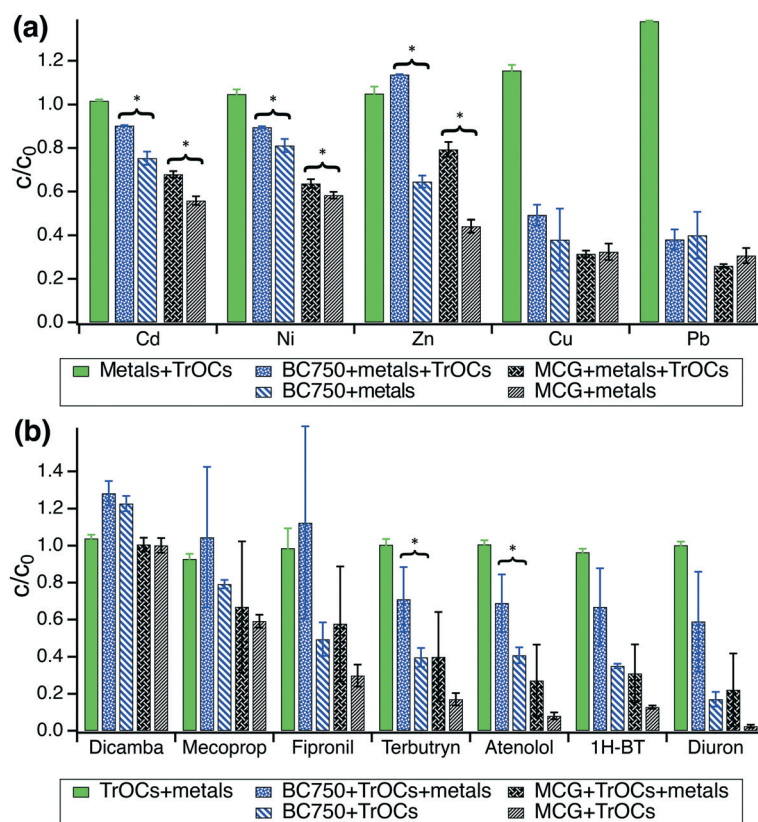 (a)
c/c0
1.2
1.0
0.8
0.6
0.4
0.2
0.0
* * * * * *
Cd Ni Zn Cu Pb
Metals+TrOCs BC750+metals+TrOCs MCG+metals+TrOCs
BC750+metals MCG+metals
(b)
c/c0
1.4
1.2
1.0
0.8
0.6
0.4
0.2
0.0
* *
Dicamba Mecoprop Fipronil Terbutryn Atenolol 1H-BT Diuron
TrOCs+metals BC750+TrOCs+metals MCG+TrOCs+metals
BC750+TrOCs MCG+TrOCs